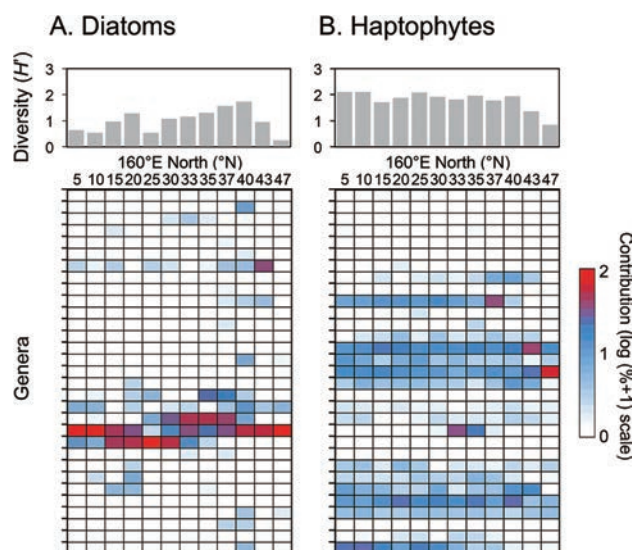 A. Diatoms
B. Haptophytes
Diversity (H')
3
2
1
0
3
2
1
0
160°E North (°N)
160°E North (°N)
5 10 15 20 25 30 33 35 37 40 43 47
5 10 15 20 25 30 33 35 37 40 43 47
Genera
2
1
0
Contribution (log (%+1) scale)